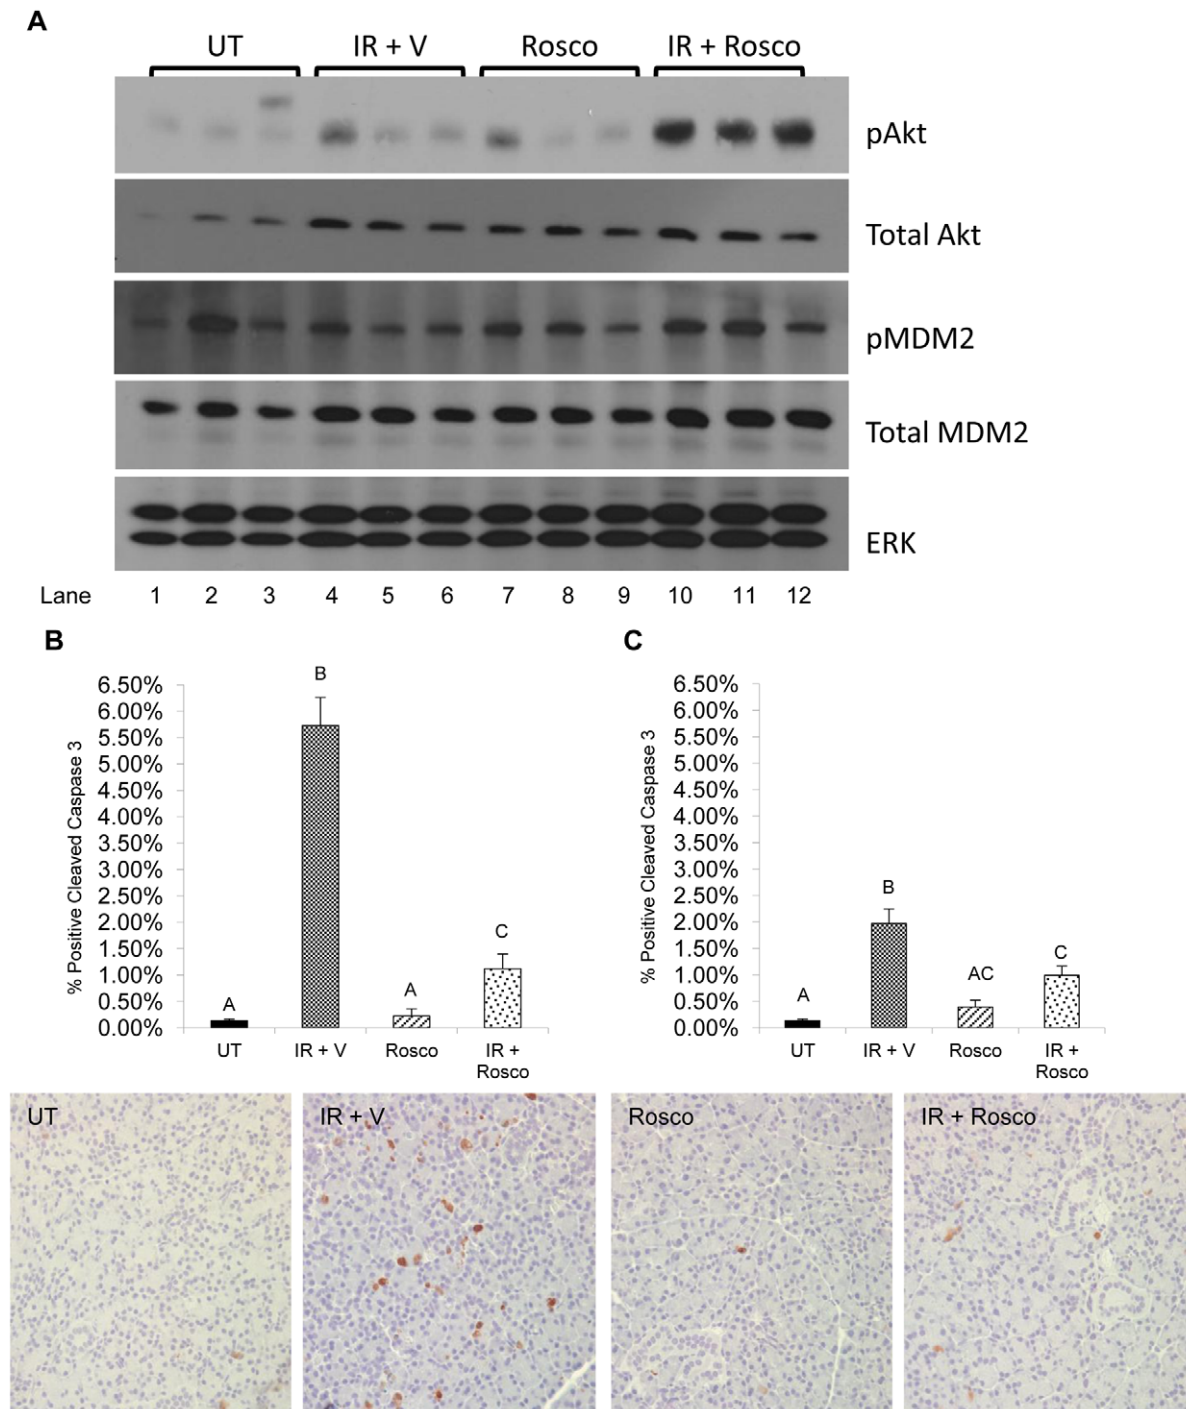 A
UT IR + V Rosco IR + Rosco
pAkt
Total Akt
pMDM2
Total MDM2
ERK
Lane 1 2 3 4 5 6 7 8 9 10 11 12
B
% Positive Cleaved Caspase 3
6.50%
6.00%
5.50%
5.00%
4.50%
4.00%
3.50%
3.00%
2.50%
2.00%
1.50%
1.00%
0.50%
0.00%
A
B
A
C
UT IR + V Rosco IR +
Rosco
C
% Positive Cleaved Caspase 3
6.50%
6.00%
5.50%
5.00%
4.50%
4.00%
3.50%
3.00%
2.50%
2.00%
1.50%
1.00%
0.50%
0.00%
A
B
AC
C
UT IR + V Rosco IR +
Rosco
UT IR + V Rosco IR + Rosco